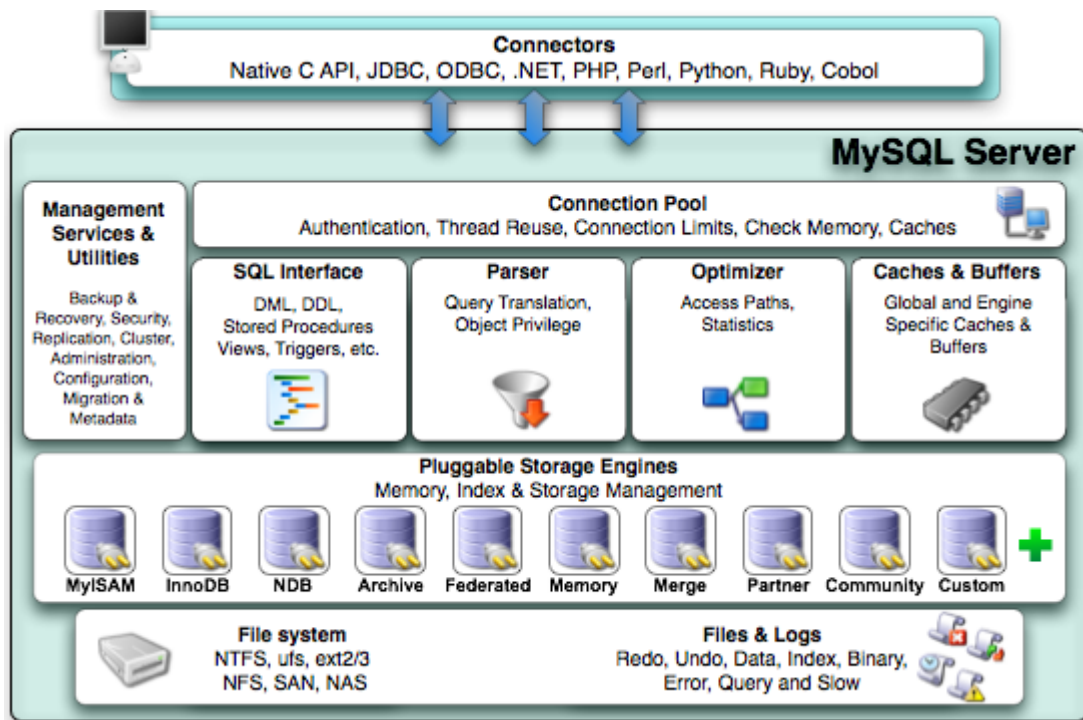 Connectors
Native C API, JDBC, ODBC, .NET, PHP, Perl, Python, Ruby, Cobol
MySQL Server
Management
Services &
Utilities
Backup &
Recovery, Security,
Replication, Cluster,
Administration,
Configuration,
Migration &
Metadata
Connection Pool
Authentication, Thread Reuse, Connection Limits, Check Memory, Caches
SQL Interface
DML, DDL,
Stored Procedures
Views, Triggers, etc.
Parser
Query Translation,
Object Privilege
Optimizer
Access Paths,
Statistics
Caches & Buffers
Global and Engine
Specific Caches &
Buffers
Pluggable Storage Engines
Memory, Index & Storage Management
MyISAM
InnoDB
NDB
Archive
Federated
Memory
Merge
Partner
Community
Custom
File system
NTFS, ufs, ext2/3
NFS, SAN, NAS
Files & Logs
Redo, Undo, Data, Index, Binary,
Error, Query and Slow